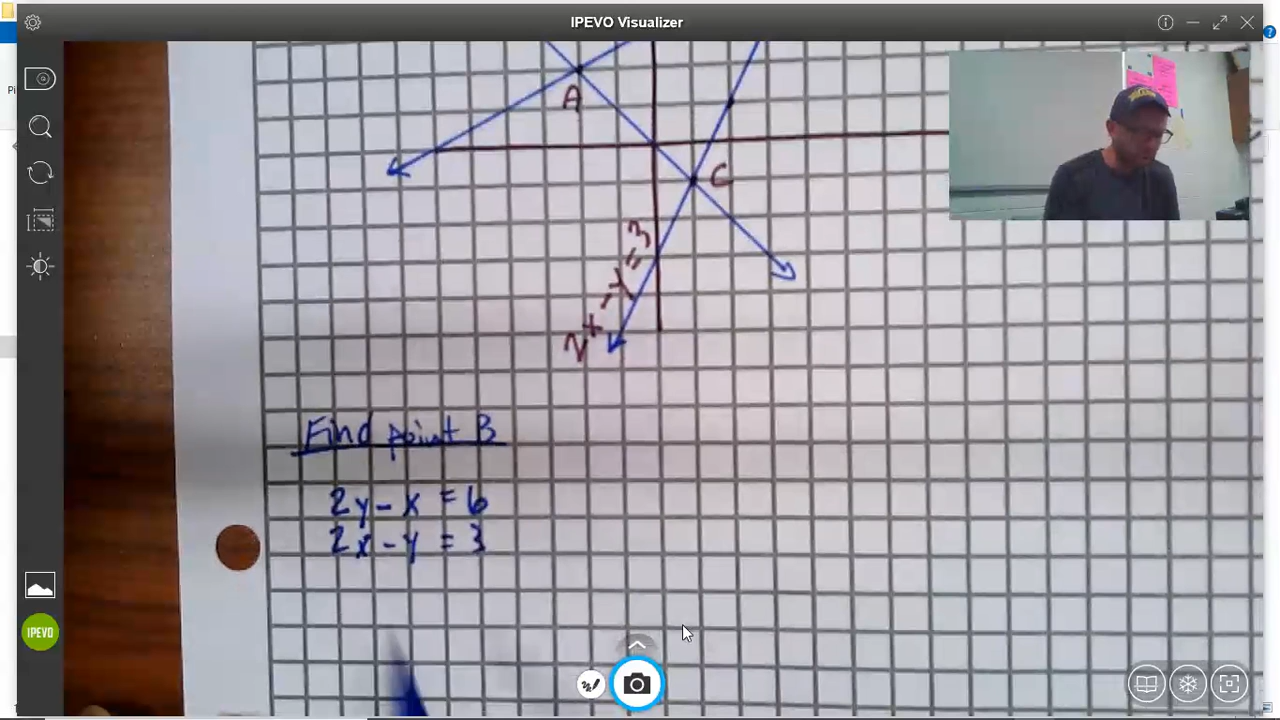 IPEVO Visualizer
A
C
2x - y = 3
Find point B
2y - x = 6
2x - y = 3
IPEVO